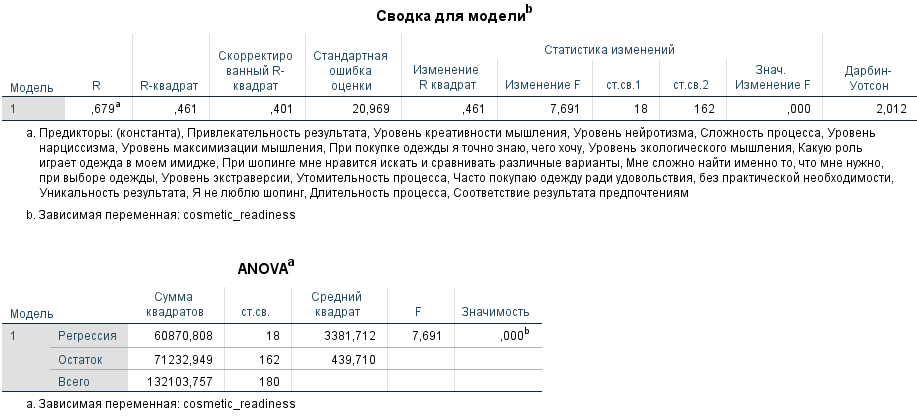 Сводка для модели b
Модель R R-квадрат Скорректированный R-квадрат Стандартная ошибка оценки Статистика изменений Изменение R квадрат Изменение F ст.св.1 ст.св.2 Знач. Изменение F Дарбин-Уотсон
1 ,679a ,461 ,401 20,969 ,461 7,691 18 162 ,000 2,012
a. Предикторы: (константа), Привлекательность результата, Уровень креативности мышления, Уровень нейротизма, Сложность процесса, Уровень
нарциссизма, Уровень максимизации мышления, При покупке одежды я точно знаю, чего хочу, Уровень экологического мышления, Какую роль
играет одежда в моем имидже, При шопинге мне нравится искать и сравнивать различные варианты, Мне сложно найти именно то, что мне нужно,
при выборе одежды, Уровень экстраверсии, Утомительность процесса, Часто покупаю одежду ради удовольствия, без практической необходимости,
Уникальность результата, Я не люблю шопинг, Длительность процесса, Соответствие результата предпочтениям
b. Зависимая переменная: cosmetic_readiness
ANOVA a
Модель Сумма квадратов ст.св. Средний квадрат F Значимость
1 Регрессия 60870,808 18 3381,712 7,691 ,000b
Остаток 71232,949 162 439,710
Всего 132103,757 180
a. Зависимая переменная: cosmetic_readiness